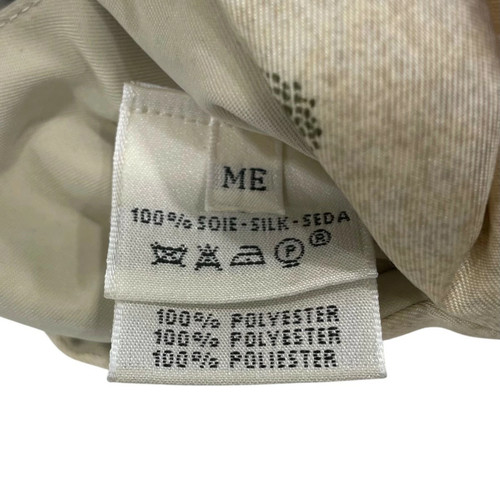 ME
100% SOIE-SILK-SEDA
P ®
100% POLYESTER
100% POLYESTER
100% POLIESTER